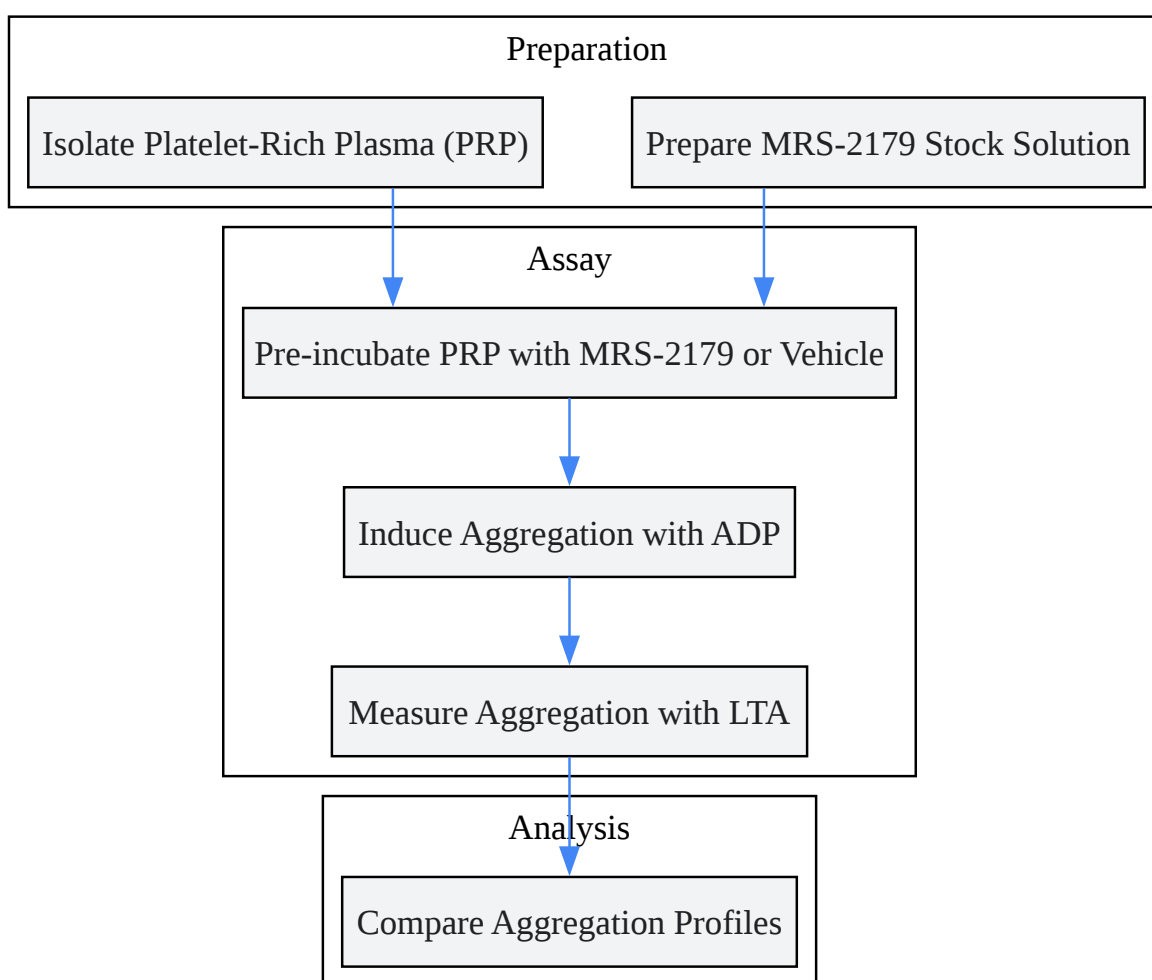 Preparation
Isolate Platelet-Rich Plasma (PRP)
Prepare MRS-2179 Stock Solution
Assay
Pre-incubate PRP with MRS-2179 or Vehicle
Induce Aggregation with ADP
Measure Aggregation with LTA
Analysis
Compare Aggregation Profiles